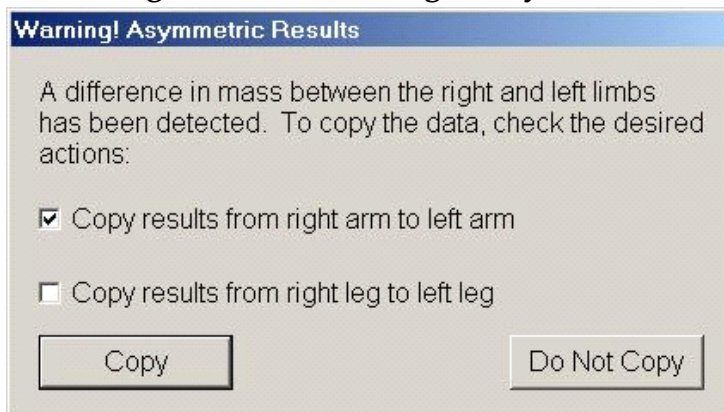 Warning! Asymmetric Results
A difference in mass between the right and left limbs
has been detected. To copy the data, check the desired
actions:
Copy results from right arm to left arm
Copy results from right leg to left leg
Copy
Do Not Copy